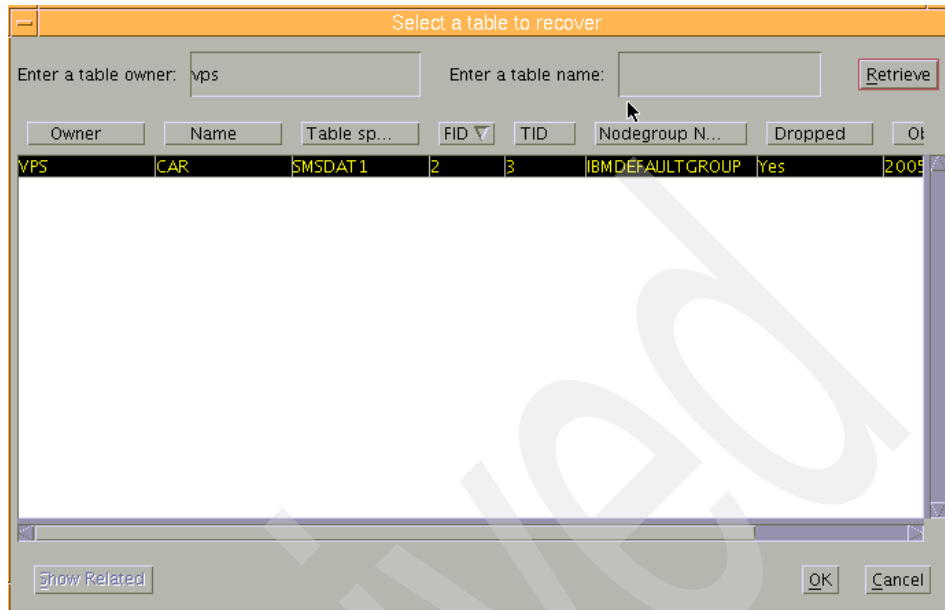 Select a table to recover
Enter a table owner: vps Enter a table name: Retrieve
Owner Name Table sp... FID TID Nodegroup N... Dropped
VPS CAR SMSDAT1 2 3 IBMDEFAULTGROUP Yes 2005
Show Related OK Cancel